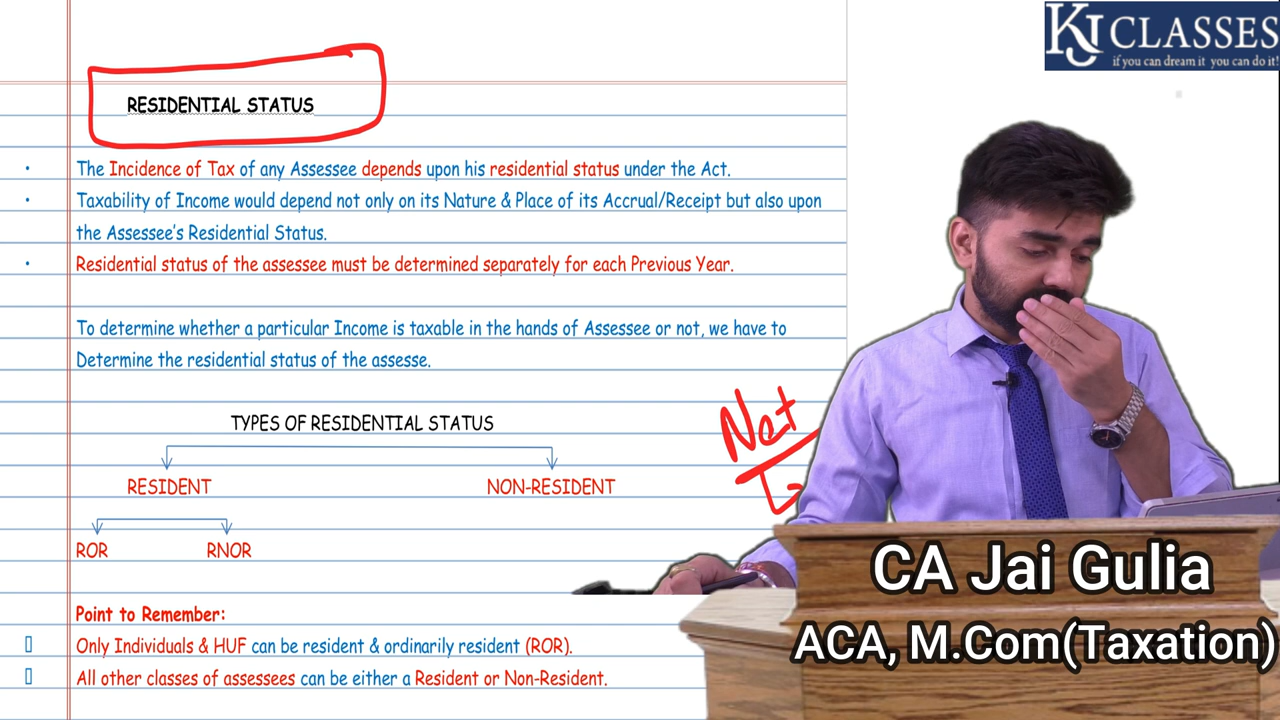 KJ CLASSES
if you can dream it you can do it!
RESIDENTIAL STATUS
· The Incidence of Tax of any Assessee depends upon his residential status under the Act.
· Taxability of Income would depend not only on its Nature & Place of its Accrual/Receipt but also upon
the Assessee's Residential Status.
· Residential status of the assessee must be determined separately for each Previous Year.
To determine whether a particular Income is taxable in the hands of Assessee or not, we have to
Determine the residential status of the assesse.
TYPES OF RESIDENTIAL STATUS
RESIDENT NON-RESIDENT
ROR RNOR
Point to Remember:
Only Individuals & HUF can be resident & ordinarily resident (ROR).
All other classes of assessees can be either a Resident or Non-Resident.
CA Jai Gulia
ACA, M.Com(Taxation)